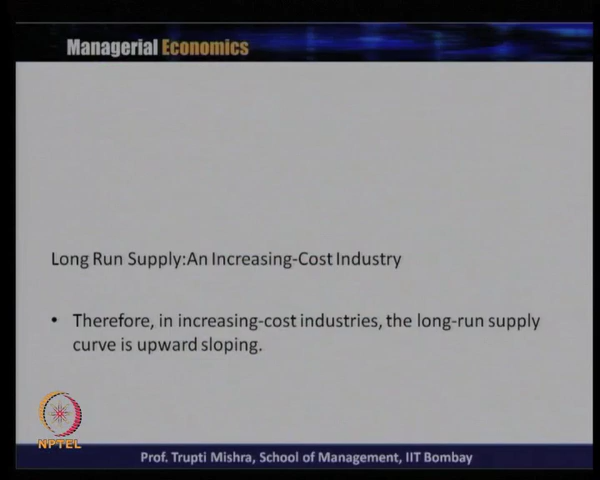 Managerial Economics
Long Run Supply:An Increasing-Cost Industry
• Therefore, in increasing-cost industries, the long-run supply
curve is upward sloping.
NPTEL
Prof. Trupti Mishra, School of Management, IIT Bombay